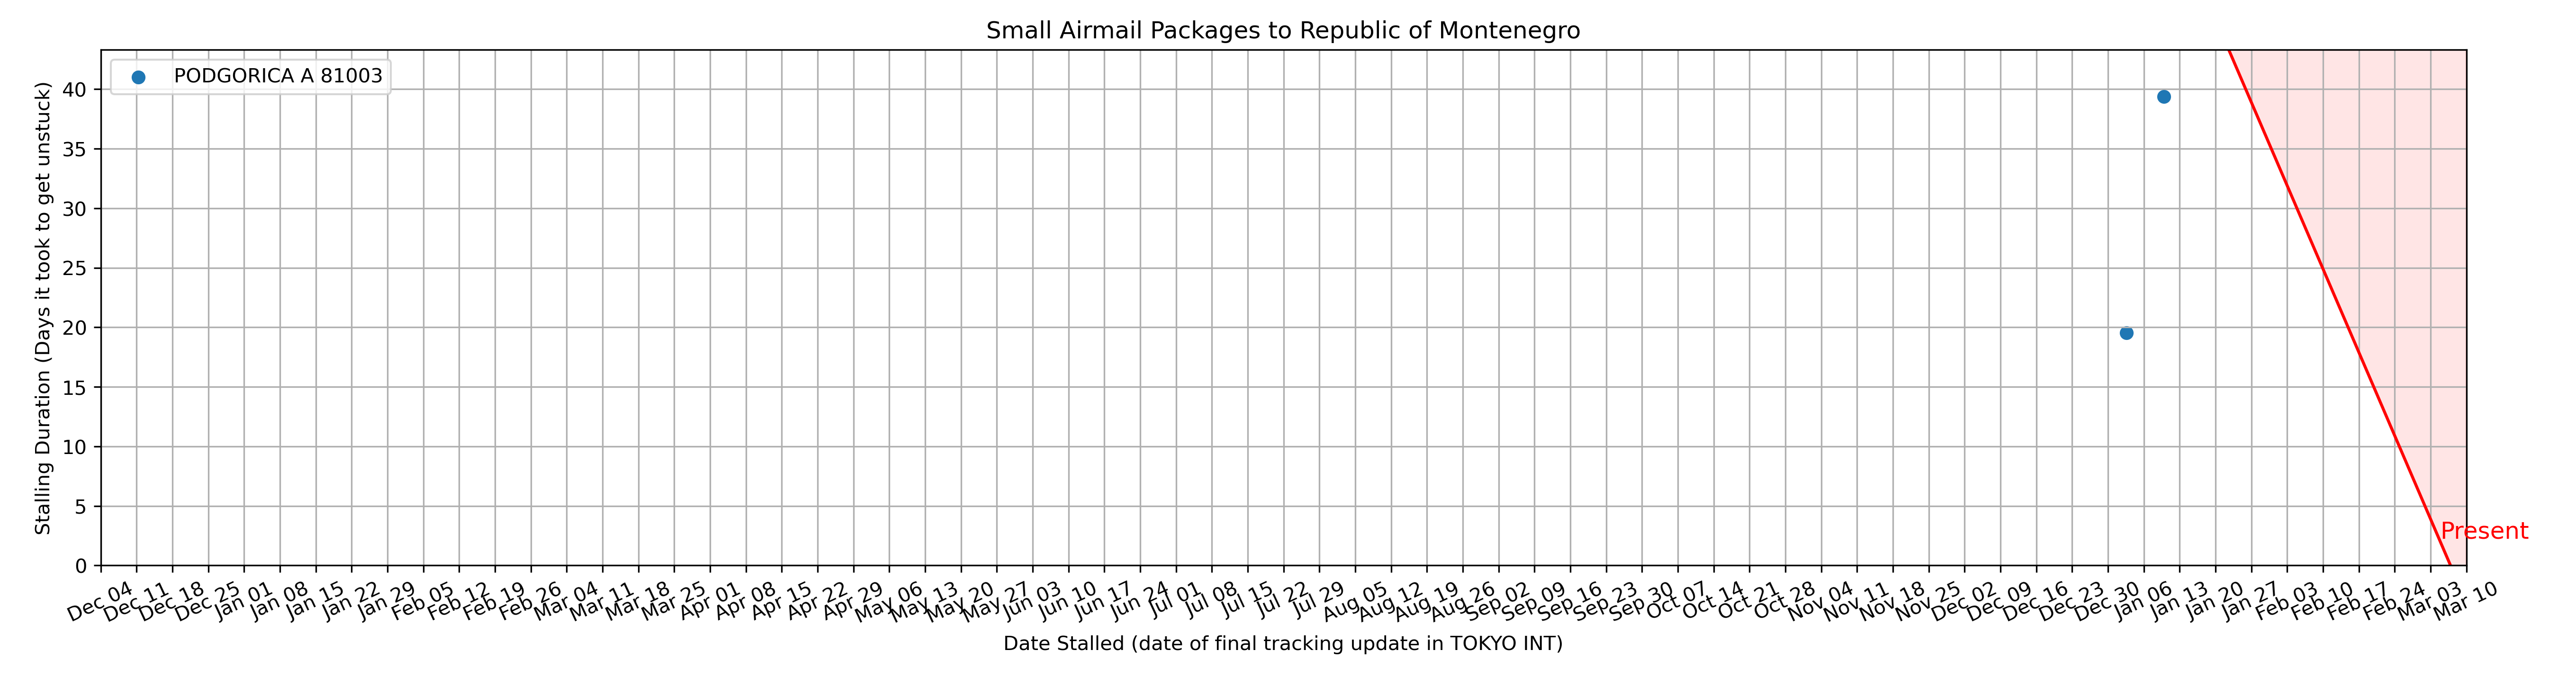 Small Airmail Packages to Republic of Montenegro
PODGORICA A 81003
Stalling Duration (Days it took to get unstuck)
40
35
30
25
20
15
10
5
0
Present
Dec 04 Dec 11 Dec 18 Dec 25 Jan 01 Jan 08 Jan 15 Jan 22 Jan 29 Feb 05 Feb 12 Feb 19 Feb 26 Mar 04 Mar 11 Mar 18 Mar 25 Apr 01 Apr 08 Apr 15 Apr 22 Apr 29 May 06 May 13 May 20 May 27 Jun 03 Jun 10 Jun 17 Jun 24 Jul 01 Jul 08 Jul 15 Jul 22 Jul 29 Aug 05 Aug 12 Aug 19 Aug 26 Sep 02 Sep 09 Sep 16 Sep 23 Sep 30 Oct 07 Oct 14 Oct 21 Oct 28 Nov 04 Nov 11 Nov 18 Nov 25 Dec 02 Dec 09 Dec 16 Dec 23 Dec 30 Jan 06 Jan 13 Jan 20 Jan 27 Feb 03 Feb 10 Feb 17 Feb 24 Mar 03 Mar 10
Date Stalled (date of final tracking update in TOKYO INT)